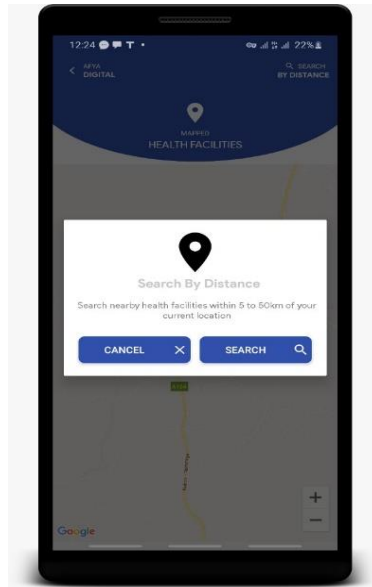 12:24
22%
AFYA
DIGITAL
SEARCH
BY DISTANCE
MAPPED
HEALTH FACILITIES
Search By Distance
Search nearby health facilities within 5 to 50km of your
current location
CANCEL
SEARCH
Google